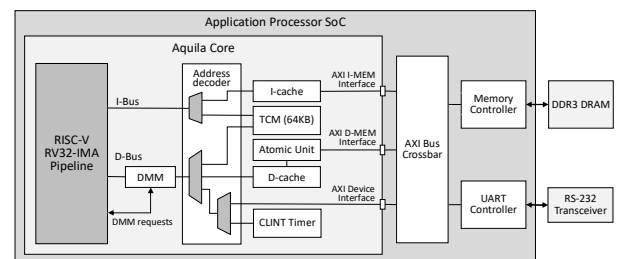 Application Processor SoC
Aquila Core
RISC-V
RV32-IMA
Pipeline
I-Bus
D-Bus
DMM
DMM requests
Address
decoder
I-cache
TCM (64KB)
Atomic Unit
D-cache
CLINT Timer
AXI I-MEM
Interface
AXI D-MEM
Interface
AXI Device
Interface
AXI Bus
Crossbar
Memory
Controller
UART
Controller
DDR3 DRAM
RS-232
Transceiver